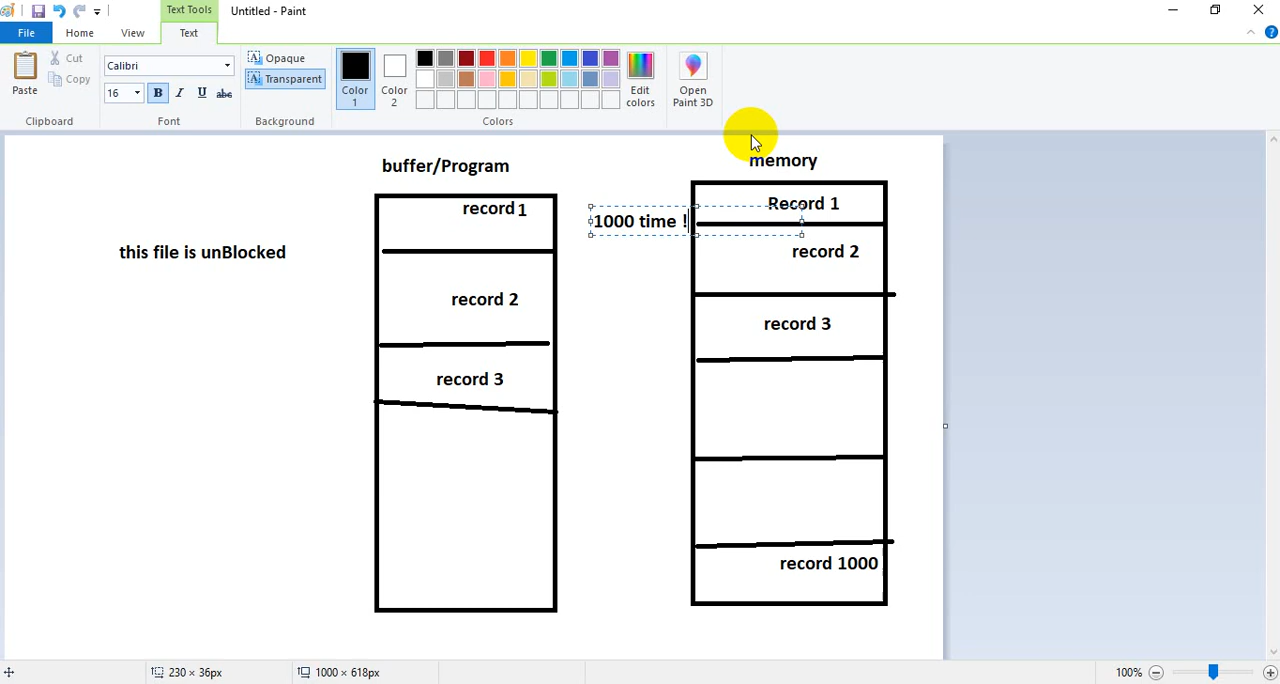 Text Tools
Untitled - Paint
File
Home
View
Text
Paste
Cut
Copy
Clipboard
Calibri
16
B
I
U
abc
Font
A Opaque
A Transparent
Background
Color 1
Color 2
Edit colors
Colors
Open Paint 3D
buffer/Program
memory
record 1
Record 1
1000 time !
this file is unBlocked
record 2
record 2
record 3
record 3
record 1000
230 × 36px
1000 × 618px
100%